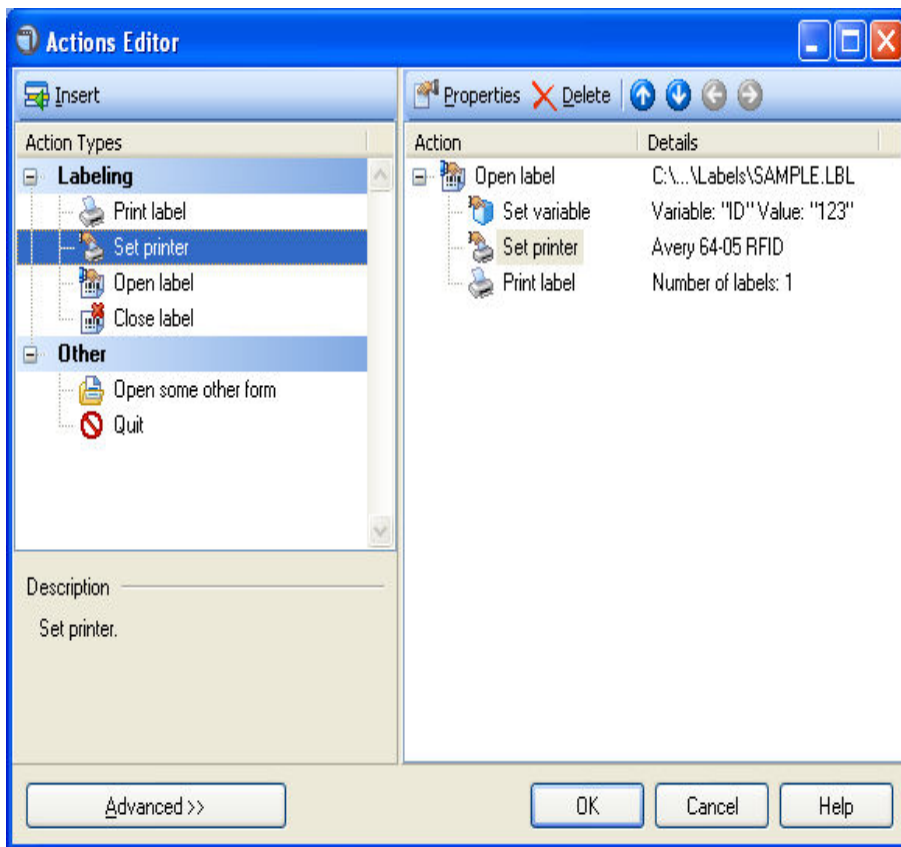 Actions Editor
Insert
Properties Delete
Action Types
Action Details
Labeling
Print label
Set printer
Open label
Close label
Other
Open some other form
Quit
Open label C:\...\Labels\SAMPLE.LBL
Set variable Variable: "ID" Value: "123"
Set printer Avery 64-05 RFID
Print label Number of labels: 1
Description
Set printer.
Advanced >>
OK Cancel Help